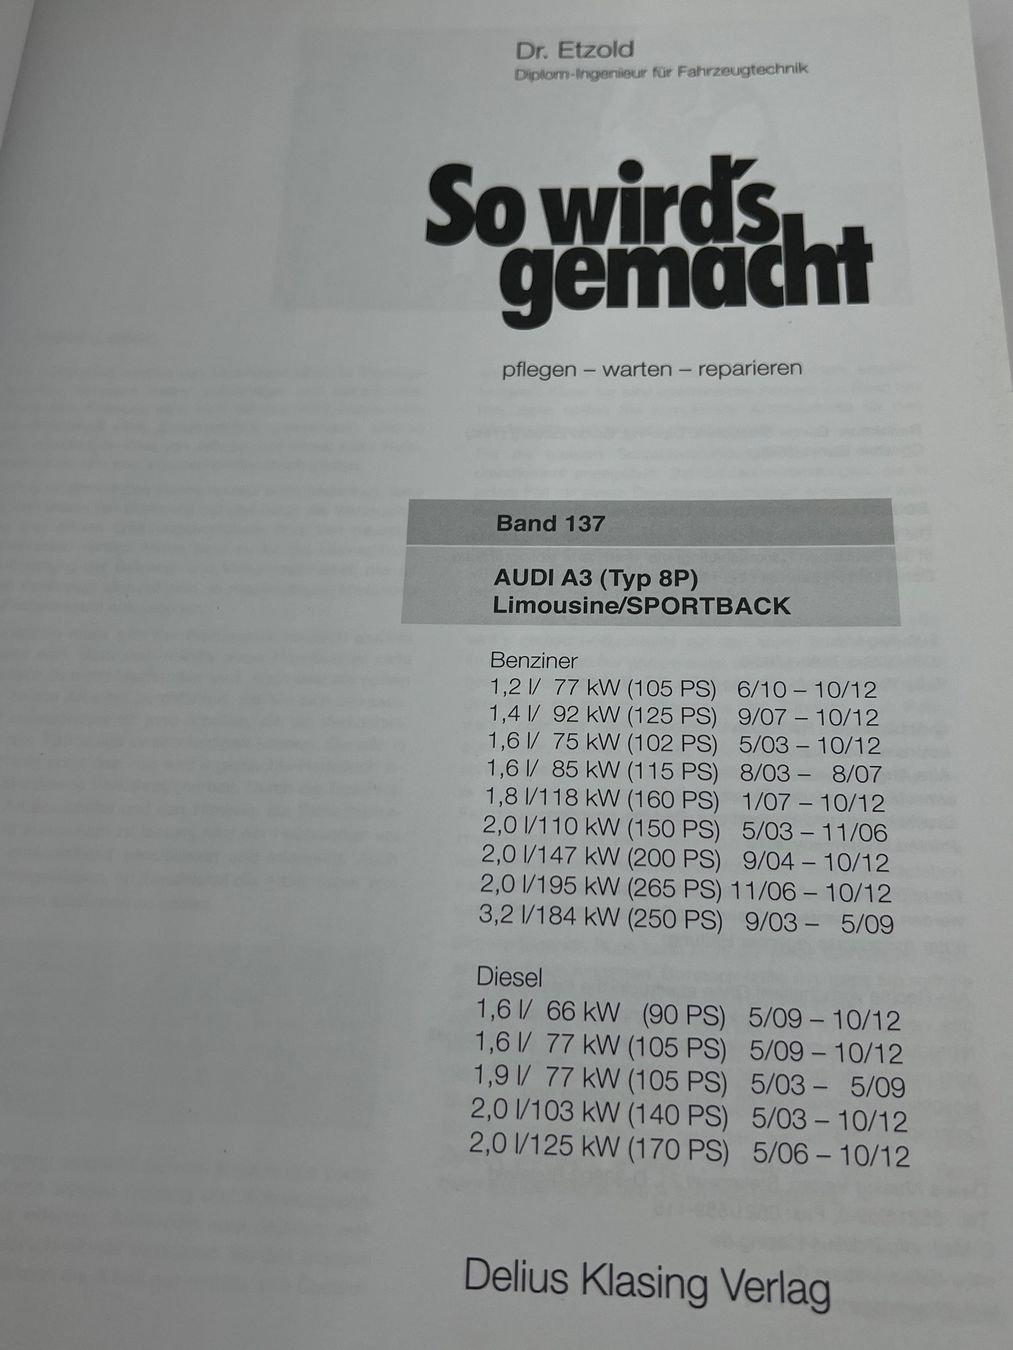 Dr. Etzold
Diplom-Ingenieur für Fahrzeugtechnik
So wird's
gemacht
pflegen – warten – reparieren
Band 137
AUDI A3 (Typ 8P)
Limousine/SPORTBACK
Benziner
1,2 l/ 77 kW (105 PS) 6/10 – 10/12
1,4 l/ 92 kW (125 PS) 9/07 – 10/12
1,6 l/ 75 kW (102 PS) 5/03 – 10/12
1,6 l/ 85 kW (115 PS) 8/03 – 8/07
1,8 l/118 kW (160 PS) 1/07 – 10/12
2,0 l/110 kW (150 PS) 5/03 – 11/06
2,0 l/147 kW (200 PS) 9/04 – 10/12
2,0 l/195 kW (265 PS) 11/06 – 10/12
3,2 l/184 kW (250 PS) 9/03 – 5/09
Diesel
1,6 l/ 66 kW (90 PS) 5/09 – 10/12
1,6 l/ 77 kW (105 PS) 5/09 – 10/12
1,9 l/ 77 kW (105 PS) 5/03 – 5/09
2,0 l/103 kW (140 PS) 5/03 – 10/12
2,0 l/125 kW (170 PS) 5/06 – 10/12
Delius Klasing Verlag